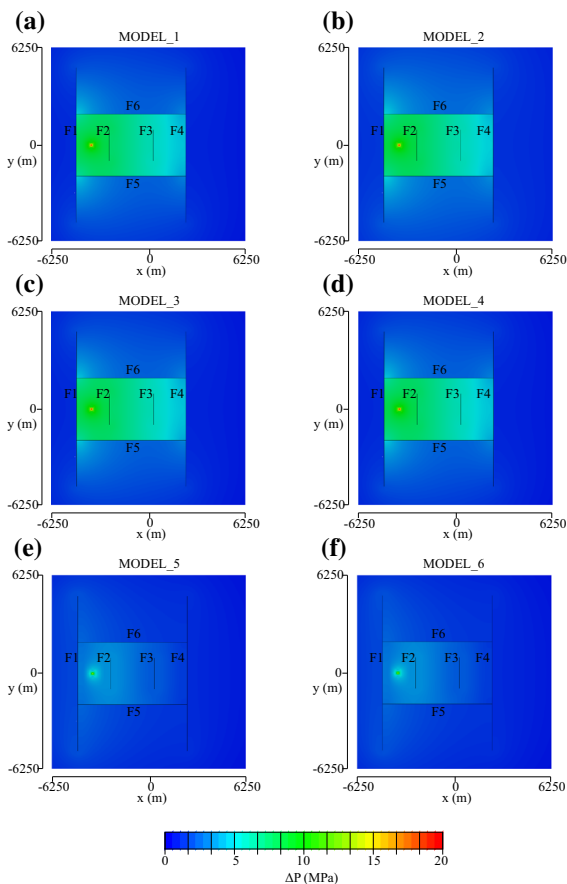 (a)
MODEL_1
6250
F6
F1 F2 F3 F4
0
y (m)
F5
-6250
-6250 0 6250
x (m)
(b)
MODEL_2
6250
F6
F1 F2 F3 F4
0
y (m)
F5
-6250
-6250 0 6250
x (m)
(c)
MODEL_3
6250
F6
F1 F2 F3 F4
0
y (m)
F5
-6250
-6250 0 6250
x (m)
(d)
MODEL_4
6250
F6
F1 F2 F3 F4
0
y (m)
F5
-6250
-6250 0 6250
x (m)
(e)
MODEL_5
6250
F6
F1 F2 F3 F4
0
y (m)
F5
-6250
-6250 0 6250
x (m)
(f)
MODEL_6
6250
F6
F1 F2 F3 F4
0
y (m)
F5
-6250
-6250 0 6250
x (m)
0 5 10 15 20
ΔP (MPa)